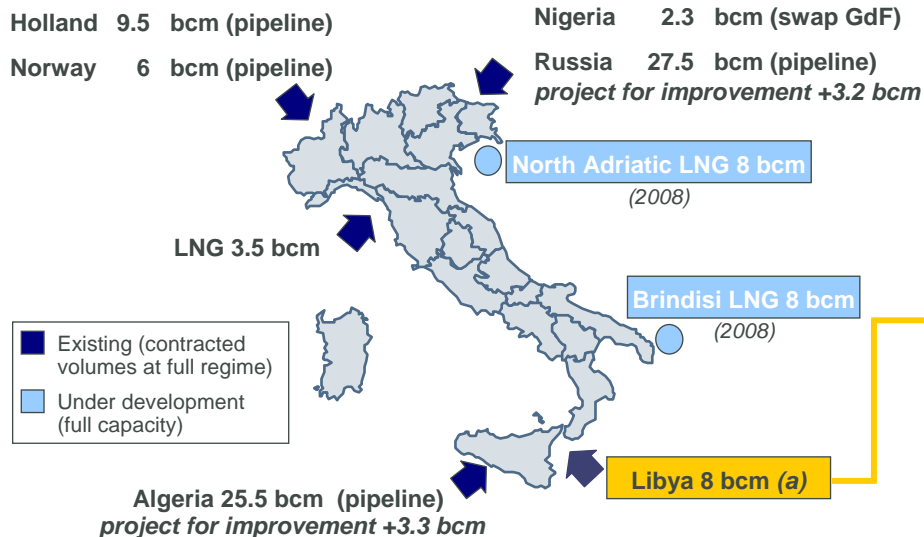 Holland 9.5 bcm (pipeline)
Norway 6 bcm (pipeline)
Nigeria 2.3 bcm (swap GdF)
Russia 27.5 bcm (pipeline)
project for improvement +3.2 bcm
North Adriatic LNG 8 bcm
(2008)
LNG 3.5 bcm
Brindisi LNG 8 bcm
(2008)
Existing (contracted
volumes at full regime)
Under development
(full capacity)
Libya 8 bcm (a)
Algeria 25.5 bcm (pipeline)
project for improvement +3.3 bcm